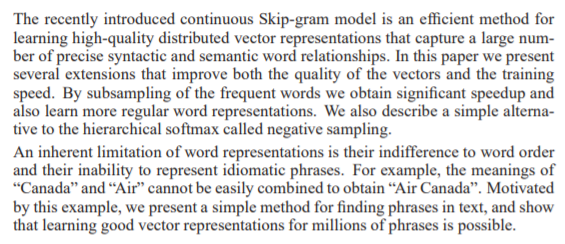 The recently introduced continuous Skip-gram model is an efficient method for
learning high-quality distributed vector representations that capture a large num-
ber of precise syntactic and semantic word relationships. In this paper we present
several extensions that improve both the quality of the vectors and the training
speed. By subsampling of the frequent words we obtain significant speedup and
also learn more regular word representations. We also describe a simple alterna-
tive to the hierarchical softmax called negative sampling.
An inherent limitation of word representations is their indifference to word order
and their inability to represent idiomatic phrases. For example, the meanings of
“Canada” and “Air” cannot be easily combined to obtain “Air Canada”. Motivated
by this example, we present a simple method for finding phrases in text, and show
that learning good vector representations for millions of phrases is possible.